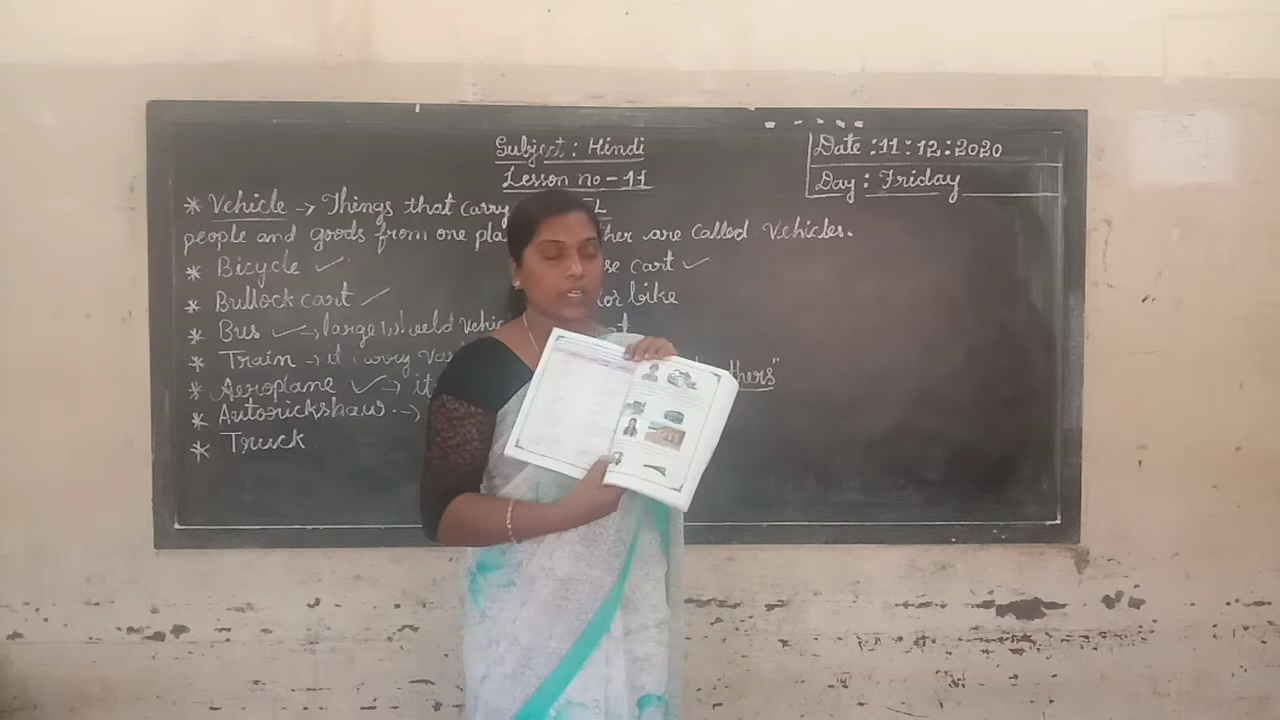 Subject : Hindi
Lesson no - 11
Date : 11:12:2020
Day : Friday
* Vehicle → Things that carry
people and goods from one pla ther are called Vehicles.
* Bicycle ✓ se cart ✓
* Bullock cart ✓ or bike
* Bus ✓ → large wheeld vehic
* Train → it carry
* Aeroplane ✓ → it thers"
* Autorickshaw. →
* Truck